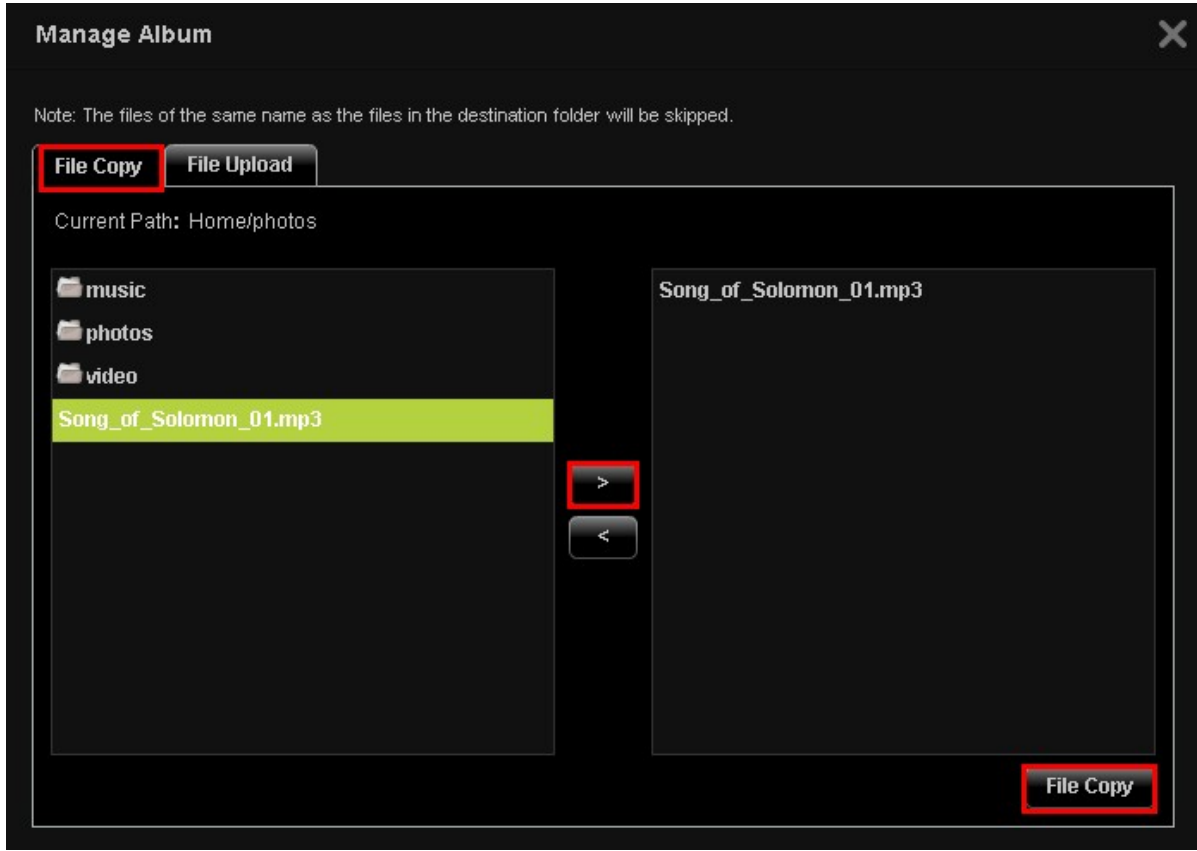 Manage Album
Note: The files of the same name as the files in the destination folder will be skipped.
File Copy
File Upload
Current Path: Home/photos
music
photos
video
Song_of_Solomon_01.mp3
>
<
Song_of_Solomon_01.mp3
File Copy